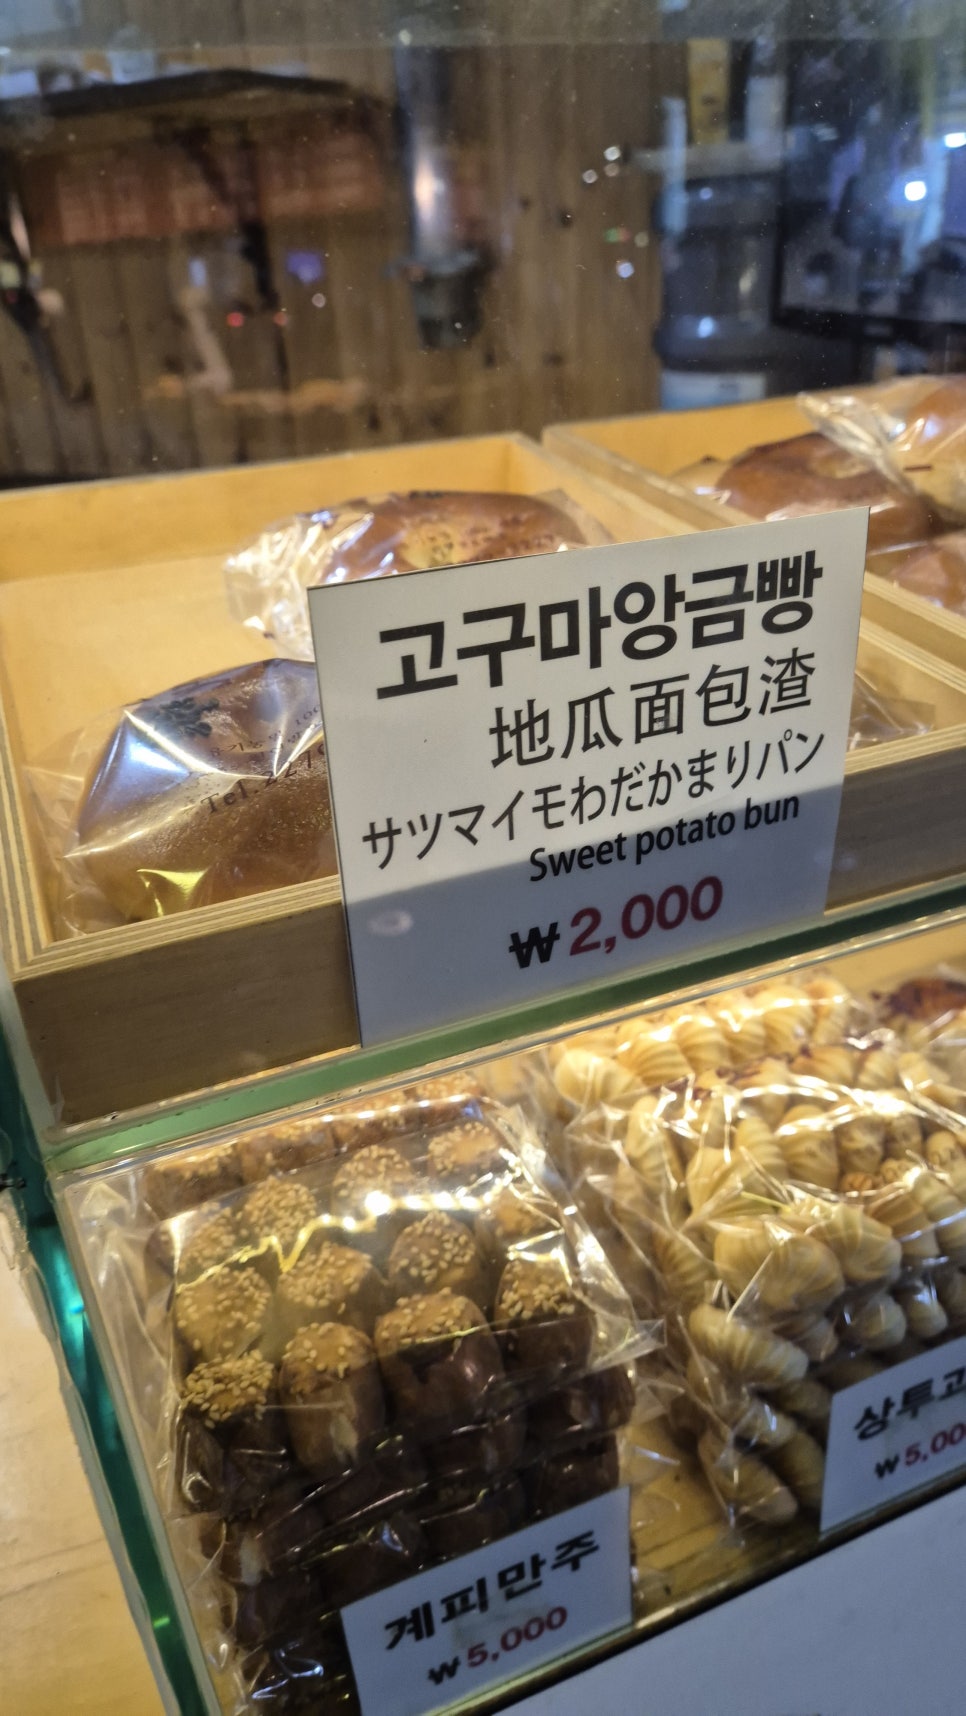 고구마앙금빵
地瓜面包渣
サツマイモわだかまりパン
Sweet potato bun
₩2,000
계피만주
₩5,000
상투
₩5,00